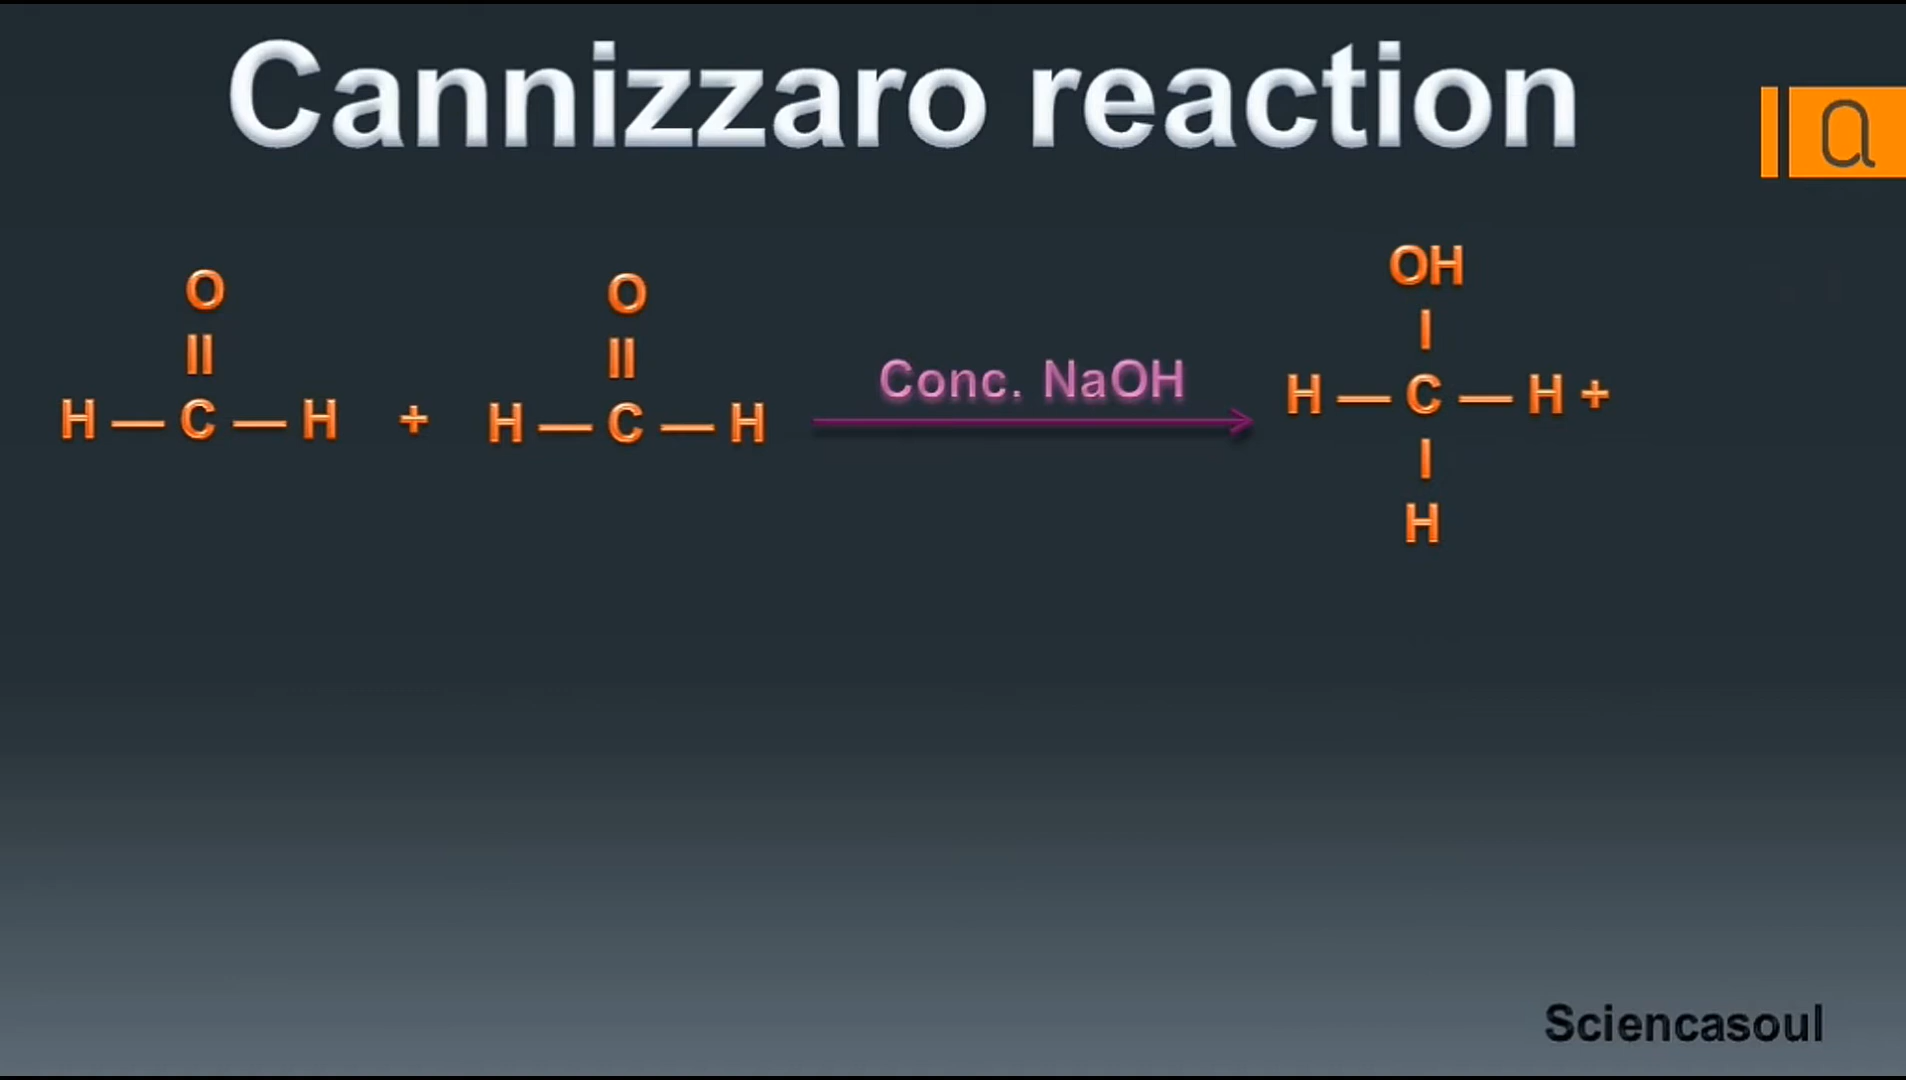 Cannizzaro reaction
a
O
||
H — C — H + 
O
||
H — C — H
Conc. NaOH
OH
|
H — C — H +
|
H
Sciencasoul